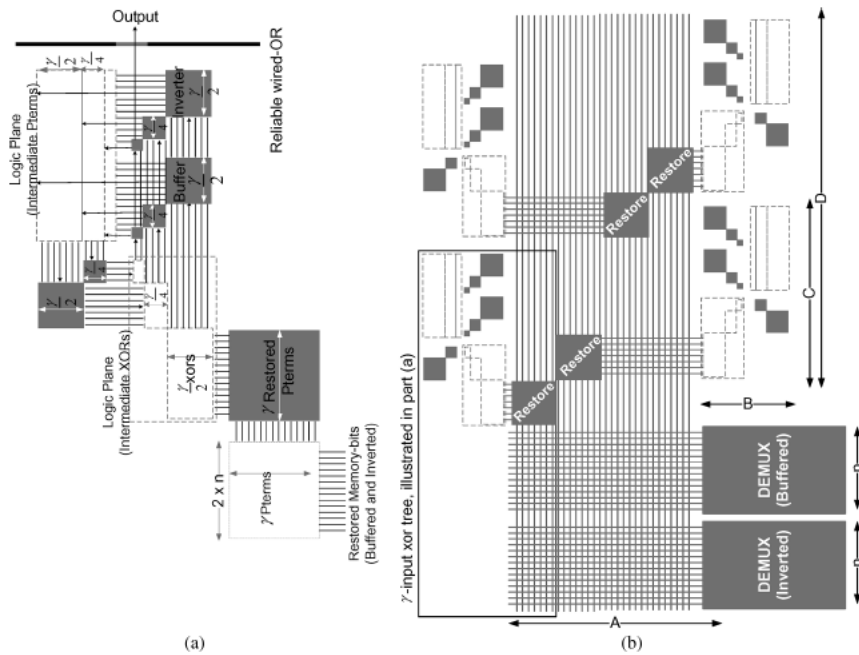 Output
Reliable wired-OR
Logic Plane
(Intermediate Pterms)
γ/2
γ/4
Inverter
γ/2
γ/4
Buffer
γ/2
γ/4
γ/4
γ/2
γ/4
Logic Plane
(Intermediate XORs)
γ/2 xors
γ Restored
Pterms
2 x n
γ Pterms
Restored Memory-bits
(Buffered and Inverted)
(a)
Restore
Restore
Restore
Restore
D
C
B
γ-input xor tree, illustrated in part (a)
DEMUX
(Buffered)
n
DEMUX
(Inverted)
n
A
(b)